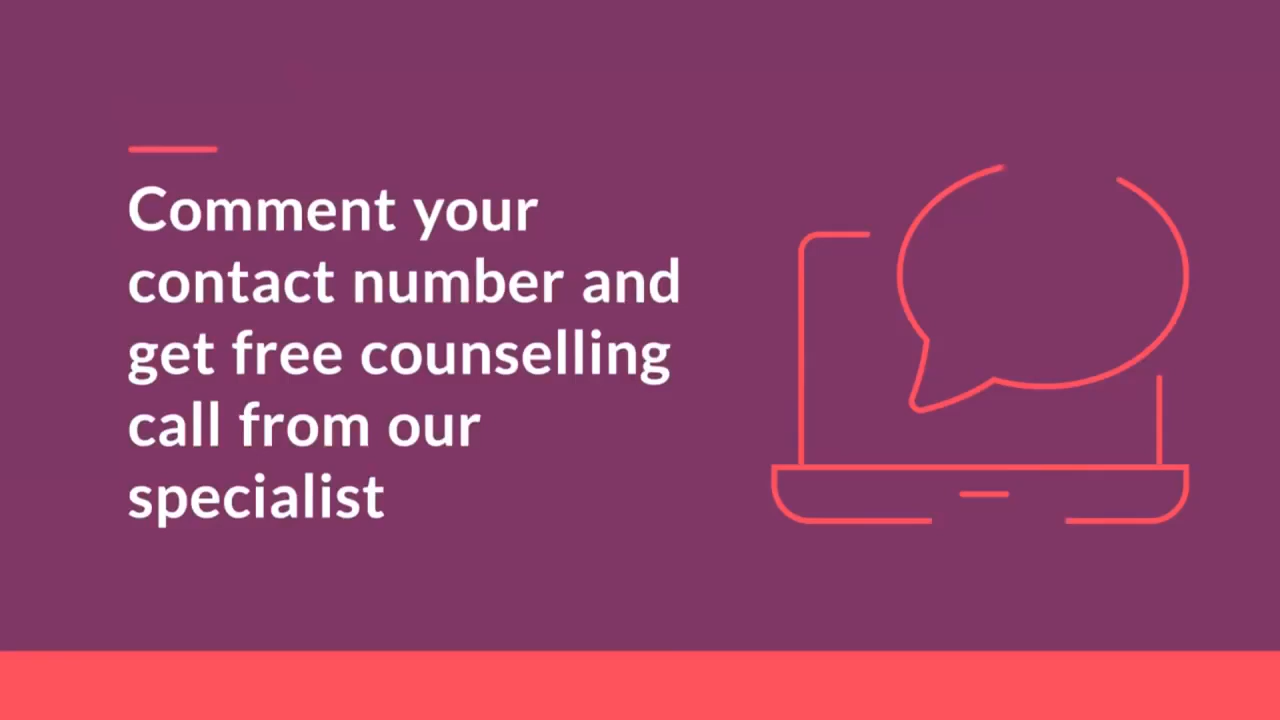 Comment your
contact number and
get free counselling
call from our
specialist